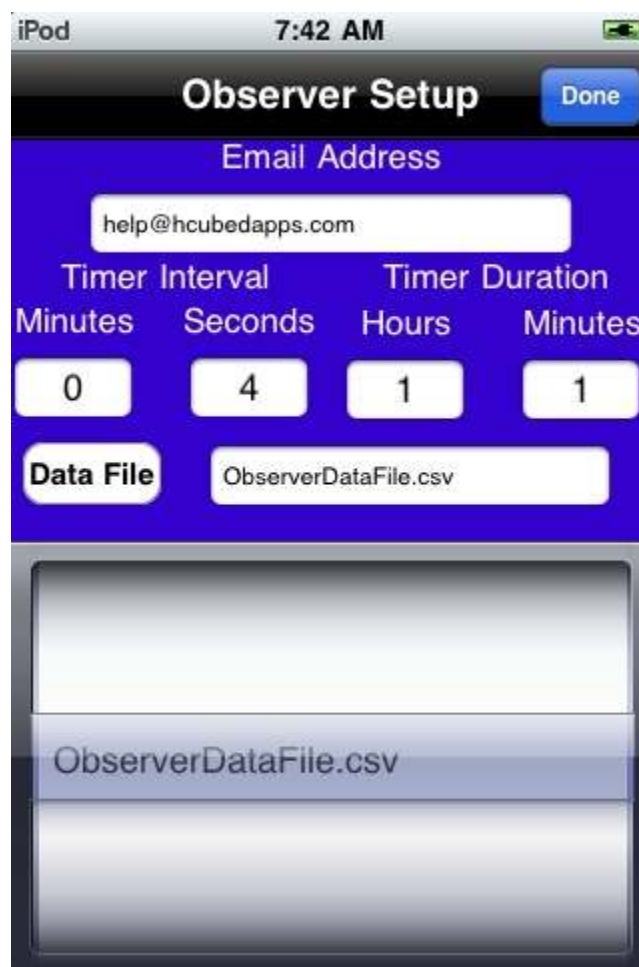 iPod 7:42 AM
Observer Setup Done
Email Address
help@hcubedapps.com
Timer Interval Timer Duration
Minutes Seconds Hours Minutes
0 4 1 1
Data File ObserverDataFile.csv
ObserverDataFile.csv